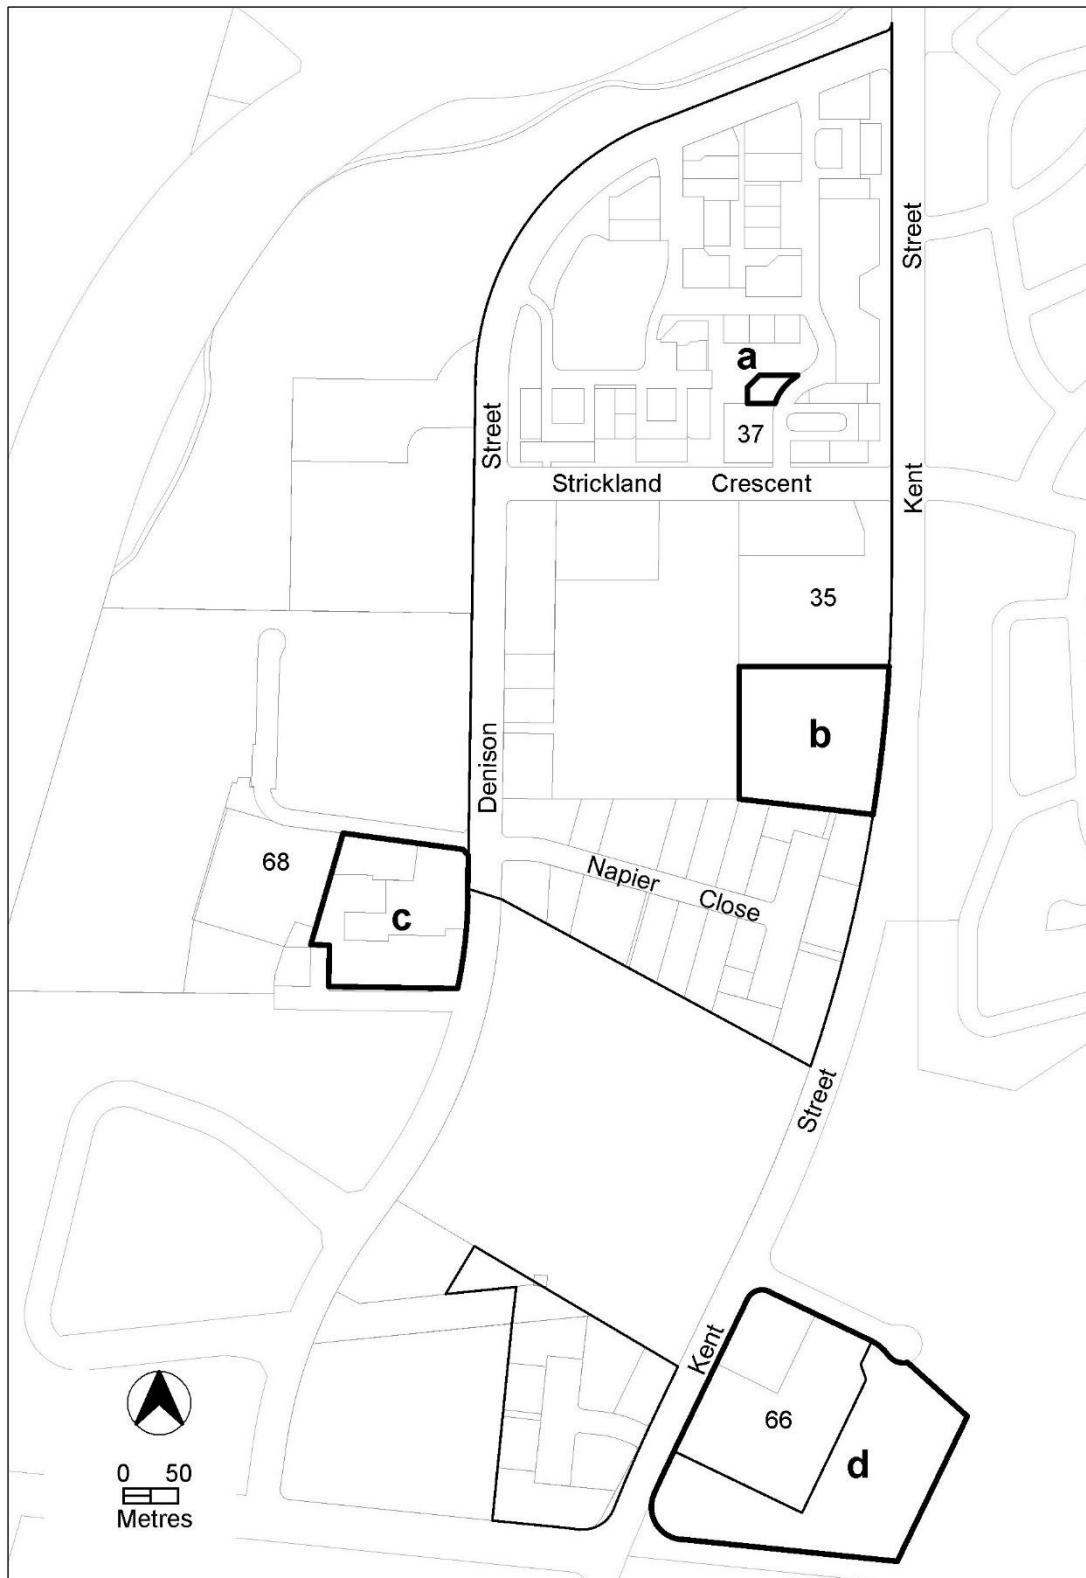 Street
a
37
Street
Strickland Crescent
Kent
35
b
Denison
68
Napier
Close
c
Street
Kent
66
d
0 50
Metres